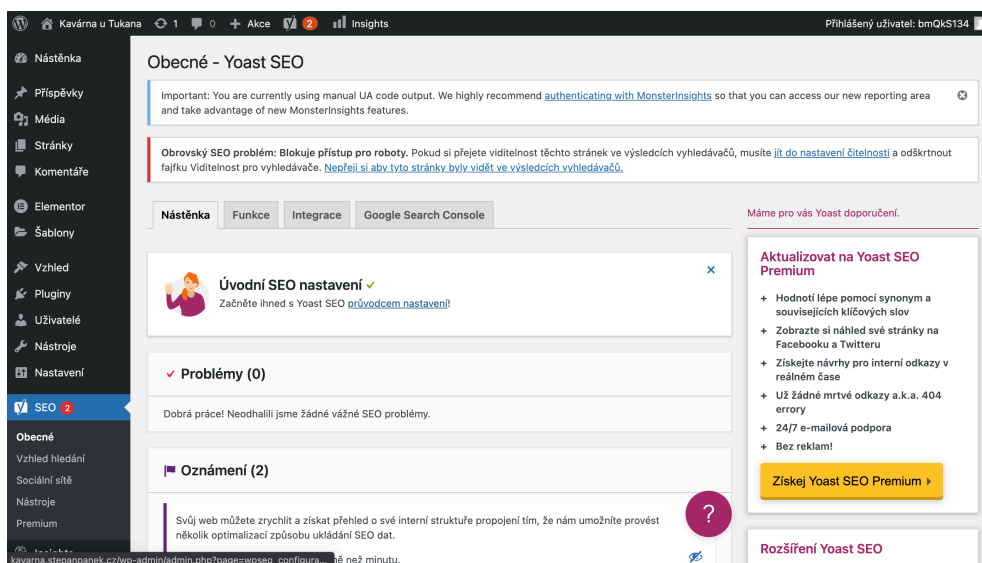 Kavárna u Tukana 1 0 + Akce 2 Insights Přihlášený uživatel: bmQkS134
Nástěnka
Příspěvky
Média
Stránky
Komentáře
Elementor
Šablony
Vzhled
Pluginy
Uživatelé
Nástroje
Nastavení
SEO 2
Obecné
Vzhled hledání
Sociální sítě
Nástroje
Premium
Insights
kavarna.stepanpanek.cz/wp-admin/admin.php?page=wpseo_configura...
Obecné - Yoast SEO
Important: You are currently using manual UA code output. We highly recommend authenticating with MonsterInsights so that you can access our new reporting area
and take advantage of new MonsterInsights features.
Obrovský SEO problém: Blokuje přístup pro roboty. Pokud si přejete viditelnost těchto stránek ve výsledcích vyhledávačů, musíte jít do nastavení čitelnosti a odškrtnout
fajfku Viditelnost pro vyhledávače. Nepřeji si aby tyto stránky byly vidět ve výsledcích vyhledávačů.
Nástěnka Funkce Integrace Google Search Console
Úvodní SEO nastavení
Začněte ihned s Yoast SEO průvodcem nastavení!
Problémy (0)
Dobrá práce! Neodhalili jsme žádné vážné SEO problémy.
Oznámení (2)
Svůj web můžete zrychlit a získat přehled o své interní struktuře propojení tím, že nám umožníte provést
několik optimalizací způsobu ukládání SEO dat.
než minutu.
?
Máme pro vás Yoast doporučení.
Aktualizovat na Yoast SEO
Premium
+ Hodnotí lépe pomocí synonym a
souvisejících klíčových slov
+ Zobrazte si náhled své stránky na
Facebooku a Twitteru
+ Získejte návrhy pro interní odkazy v
reálném čase
+ Už žádné mrtvé odkazy a.k.a. 404
errory
+ 24/7 e-mailová podpora
+ Bez reklam!
Získej Yoast SEO Premium
Rozšíření Yoast SEO